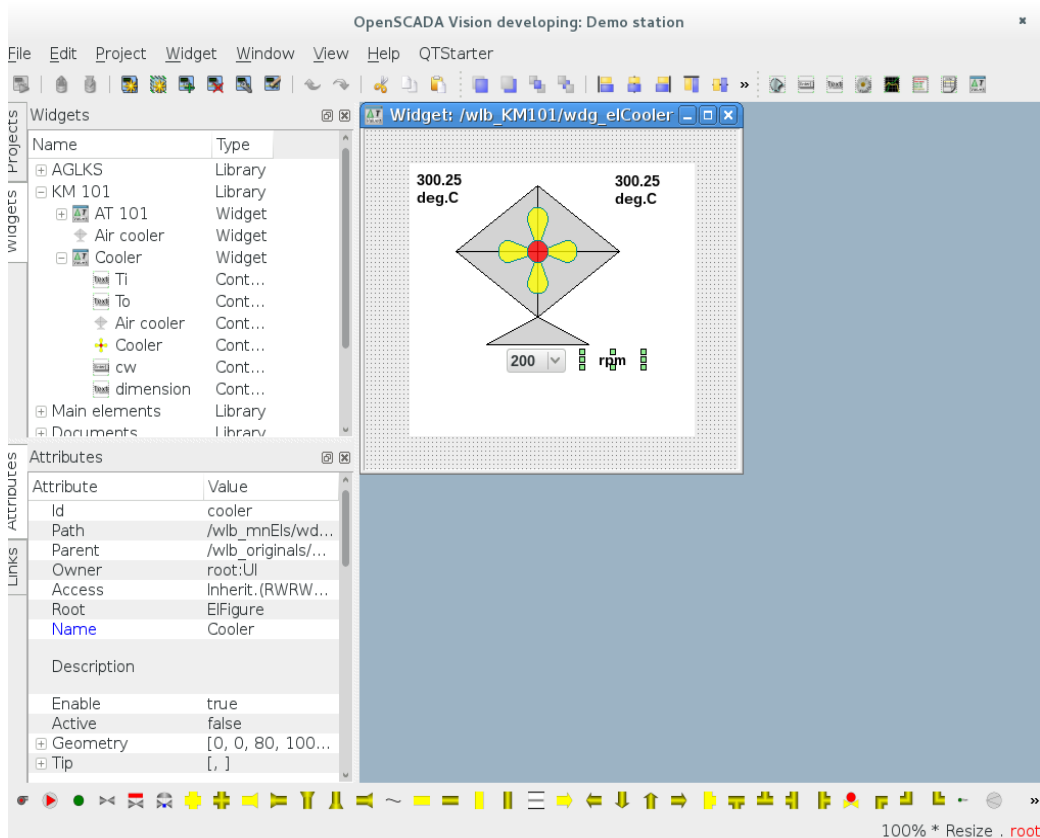 OpenSCADA Vision developing: Demo station
File Edit Project Widget Window View Help QTStarter
»
Projects
Widgets
Widgets
Name Type
AGLKS Library
KM 101 Library
AT 101 Widget
Air cooler Widget
Cooler Widget
Ti Cont...
To Cont...
Air cooler Cont...
Cooler Cont...
cw Cont...
dimension Cont...
Main elements Library
Documents Library
Widget: /wlb_KM101/wdg_elCooler
300.25
deg.C
300.25
deg.C
200 rpm
Attributes
Links
Attributes
Attribute Value
Id cooler
Path /wlb_mnEls/wd...
Parent /wlb_originals/...
Owner root:UI
Access Inherit.(RWRW...
Root ElFigure
Name Cooler
Description
Enable true
Active false
Geometry [0, 0, 80, 100...
Tip [, ]
»
100% * Resize . root